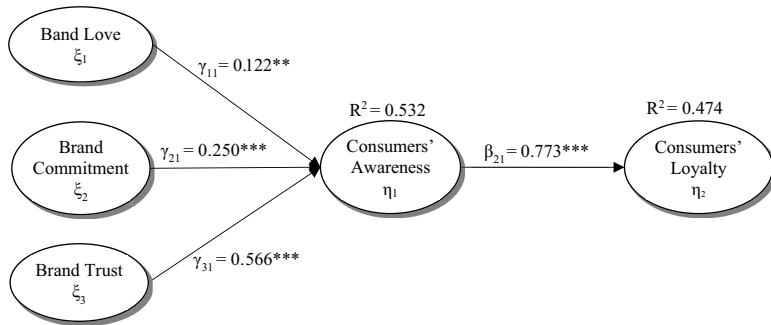 Band Love
ξ₁
γ₁₁ = 0.122**
R² = 0.532
R² = 0.474
Brand
Commitment
ξ₂
γ₂₁ = 0.250***
Consumers’
Awareness
η₁
β₂₁ = 0.773***
Consumers’
Loyalty
η₂
Brand Trust
ξ₃
γ₃₁ = 0.566***